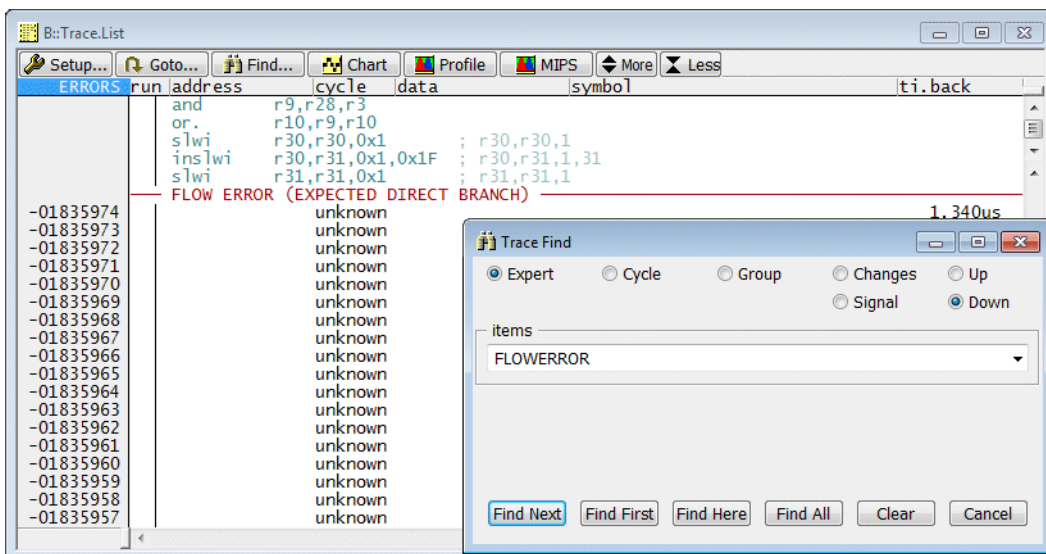 B::Trace.List
Setup... Goto... Find... Chart Profile MIPS More Less
ERRORS run address cycle data symbol ti.back
and r9,r28,r3
or. r10,r9,r10
slwi r30,r30,0x1 ; r30,r30,1
inslwi r30,r31,0x1,0x1F ; r30,r31,1,31
slwi r31,r31,0x1 ; r31,r31,1
FLOW ERROR (EXPECTED DIRECT BRANCH)
-01835974 unknown 1.340us
-01835973 unknown
-01835972 unknown
-01835971 unknown
-01835970 unknown
-01835969 unknown
-01835968 unknown
-01835967 unknown
-01835966 unknown
-01835965 unknown
-01835964 unknown
-01835963 unknown
-01835962 unknown
-01835961 unknown
-01835960 unknown
-01835959 unknown
-01835958 unknown
-01835957 unknown
Trace Find
Expert Cycle Group Changes Up
Signal Down
items
FLOWERROR
Find Next Find First Find Here Find All Clear Cancel